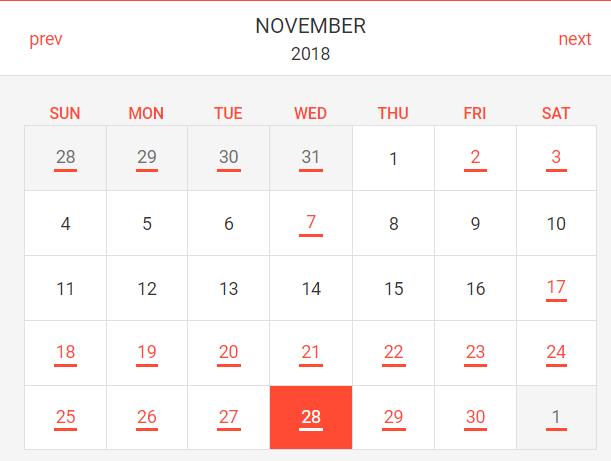 NOVEMBER
prev 2018 next
SUN MON TUE WED THU FRI SAT
28 29 30 31 1 2 3
4 5 6 7 8 9 10
11 12 13 14 15 16 17
18 19 20 21 22 23 24
25 26 27 28 29 30 1